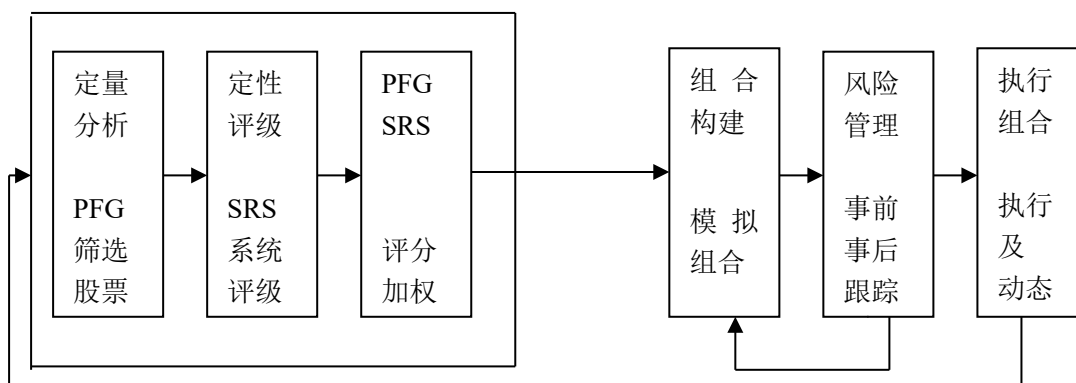 定量
分析
PFG
筛选
股票
定性
评级
SRS
系统
评级
PFG
SRS
评分
加权
组 合
构建
模 拟
组合
风险
管理
事前
事后
跟踪
执行
组合
执行
及
动态